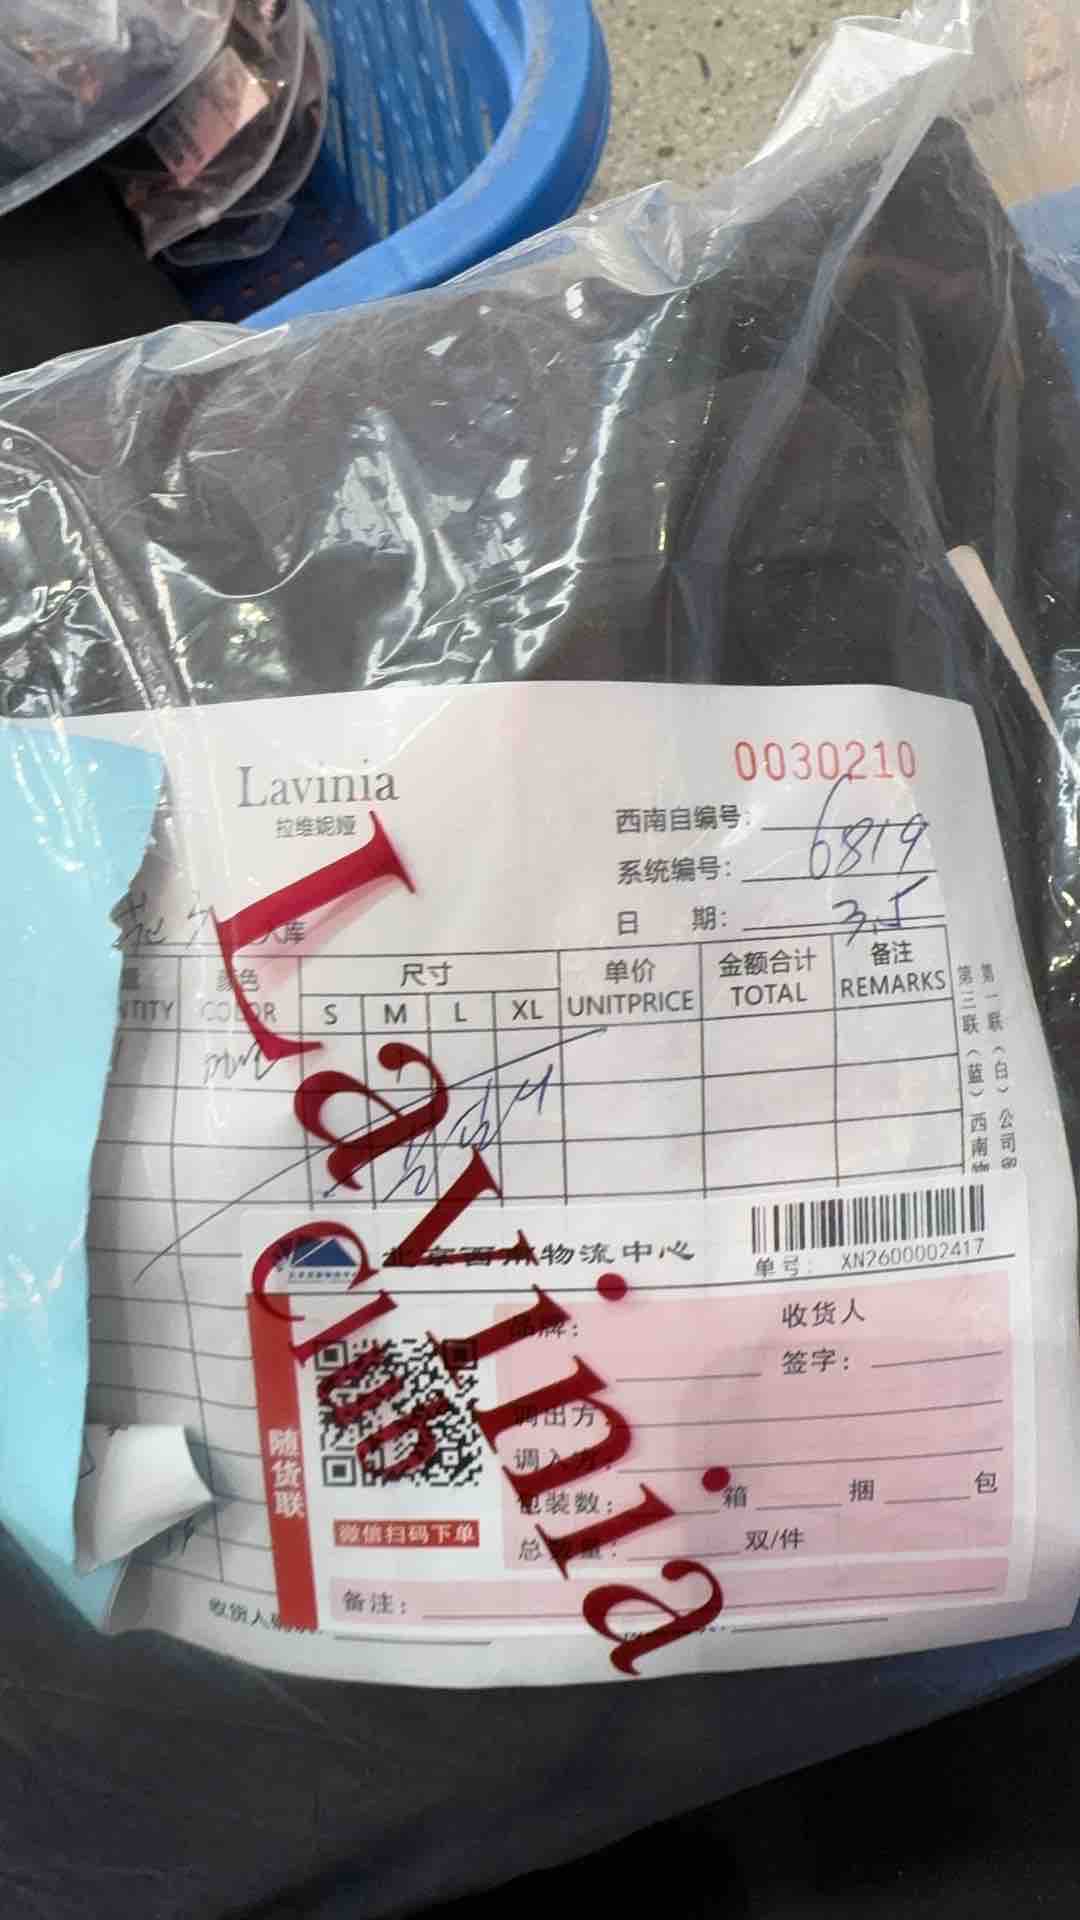 Lavinia
拉维妮娅
0030210
西南自编号:
系统编号: 6819
日 期: 3.5
入库
NTITY
颜色
COLOR
尺寸
S M L XL
单价
UNITPRICE
金额合计
TOTAL
备注
REMARKS
第一联（白）公司
第三联（蓝）西南物
Lavinia
物流中心
单号: XN2600002417
随货联
微信扫码下单
品牌:
收货人
签字:
调出方
调入
包装数: 箱 捆 包
总 量: 双/件
备注:
收货人